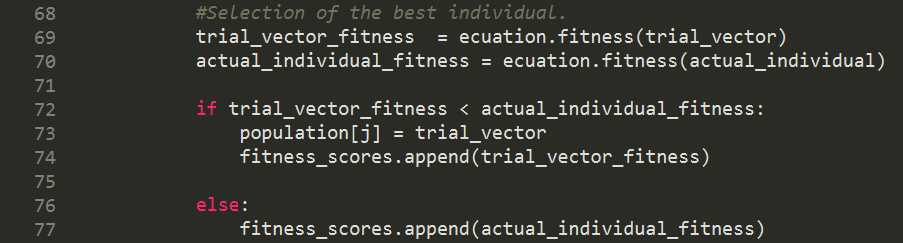 68 #Selection of the best individual.
69 trial_vector_fitness  = ecuation.fitness(trial_vector)
70 actual_individual_fitness = ecuation.fitness(actual_individual)
71
72 if trial_vector_fitness < actual_individual_fitness:
73     population[j] = trial_vector
74     fitness_scores.append(trial_vector_fitness)
75
76 else:
77     fitness_scores.append(actual_individual_fitness)